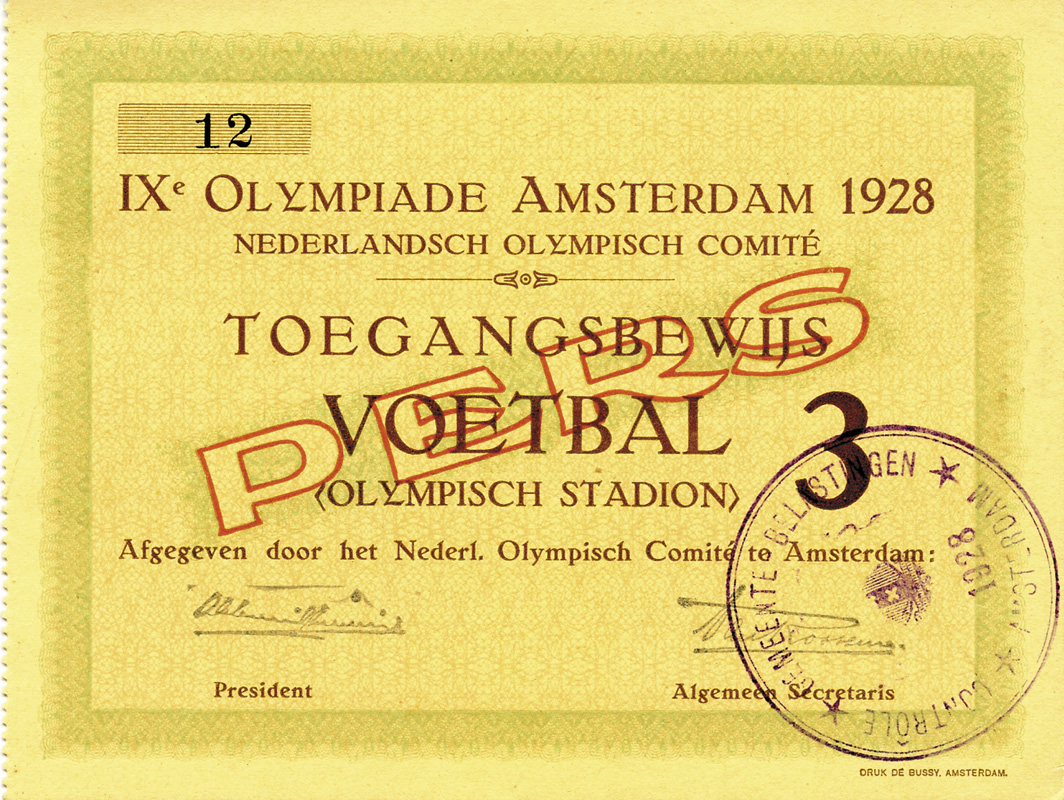 12
IXe OLYMPIADE AMSTERDAM 1928
NEDERLANDSCH OLYMPISCH COMITÉ
TOEGANGSBEWIJS
PERS
VOETBAL 3
〈OLYMPISCH STADION〉
Afgegeven door het Nederl. Olympisch Comité te Amsterdam:
President
Algemeen Secretaris
GEMEENTE BELASTINGEN ★ AMSTERDAM ★ CONTRÔLE ★
1928
DRUK DE BUSSY, AMSTERDAM.